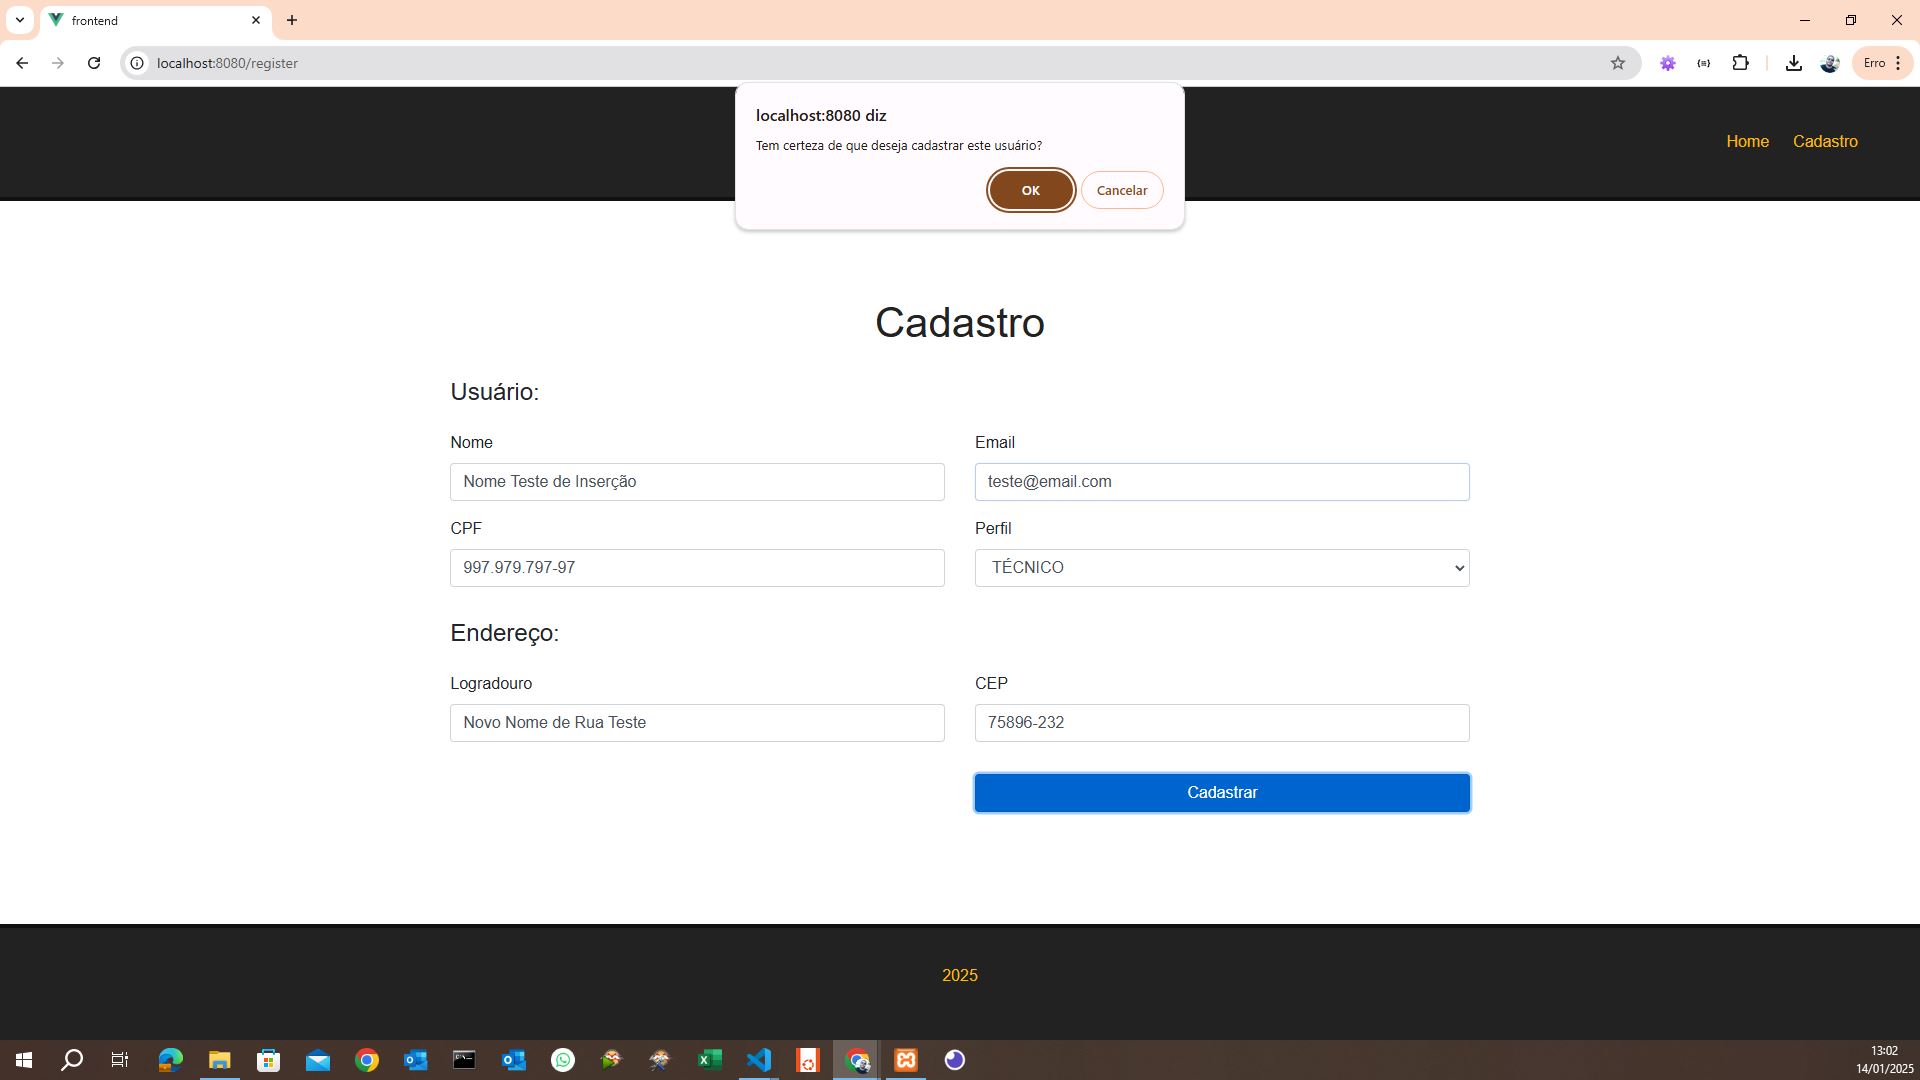 frontend
localhost:8080/register
Erro
localhost:8080 diz
Tem certeza de que deseja cadastrar este usuário?
OK
Cancelar
Home
Cadastro
Cadastro
Usuário:
Nome
Email
Nome Teste de Inserção
teste@email.com
CPF
Perfil
997.979.797-97
TÉCNICO
Endereço:
Logradouro
CEP
Novo Nome de Rua Teste
75896-232
Cadastrar
2025
13:02
14/01/2025